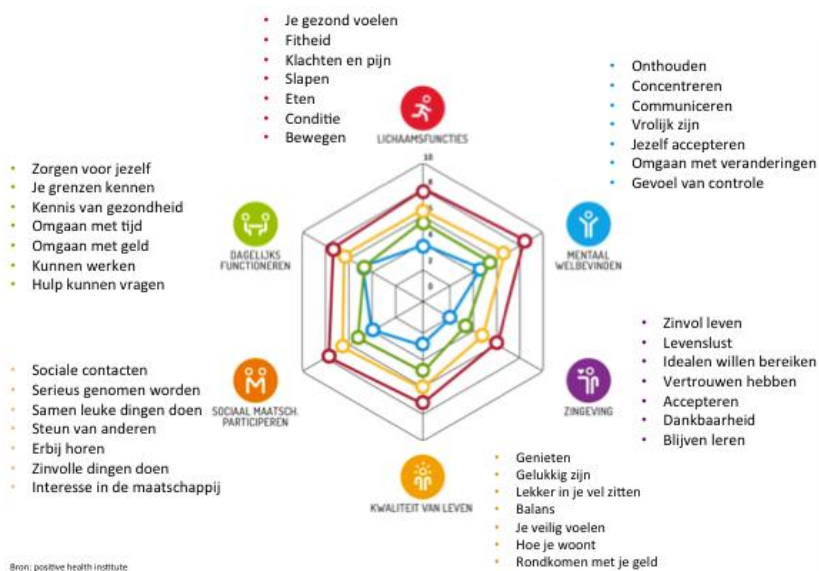 Je gezond voelen
Fitheid
Klachten en pijn
Slapen
Eten
Conditie
Bewegen
LICHAAMSFUNCTIES
Onthouden
Concentreren
Communiceren
Vrolijk zijn
Jezelf accepteren
Omgaan met veranderingen
Gevoel van controle
MENTAAL
WELBEVINDEN
Zinvol leven
Levenslust
Idealen willen bereiken
Vertrouwen hebben
Accepteren
Dankbaarheid
Blijven leren
ZINGEVING
Genieten
Gelukkig zijn
Lekker in je vel zitten
Balans
Je veilig voelen
Hoe je woont
Rondkomen met je geld
KWALITEIT VAN LEVEN
Sociale contacten
Serieus genomen worden
Samen leuke dingen doen
Steun van anderen
Erbij horen
Zinvolle dingen doen
Interesse in de maatschappij
SOCIAAL MAATSCH.
PARTICIPEREN
Zorgen voor jezelf
Je grenzen kennen
Kennis van gezondheid
Omgaan met tijd
Omgaan met geld
Kunnen werken
Hulp kunnen vragen
DAGELIJKS
FUNCTIONEREN
10
8
2
0
Bron: positive health institute